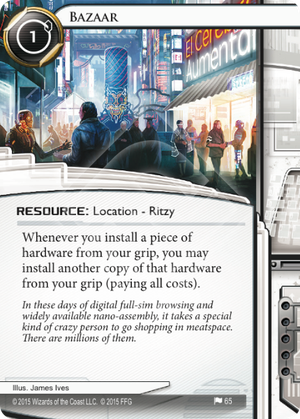 BAZAAR
1
El Cerebro
Aumentado
RESOURCE: Location - Ritzy
Whenever you install a piece of
hardware from your grip, you may
install another copy of that hardware
from your grip (paying all costs).
In these days of digital full-sim browsing and
widely available nano-assembly, it takes a special
kind of crazy person to go shopping in meatspace.
There are millions of them.
Illus. James Ives
© 2015 Wizards of the Coast LLC. © 2015 FFG
65